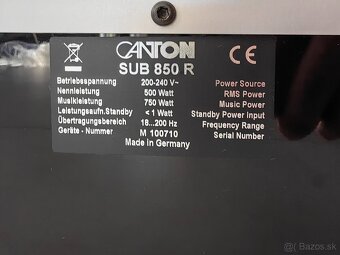 CANTON
CE
SUB 850 R
Betriebsspannung 200-240 V~ Power Source
Nennleistung 500 Watt RMS Power
Musikleistung 750 Watt Music Power
Leistungsaufn. Standby < 1 Watt Standby Power Input
Übertragungsbereich 18...200 Hz Frequency Range
Geräte - Nummer M 100710 Serial Number
Made in Germany
Bazos.sk